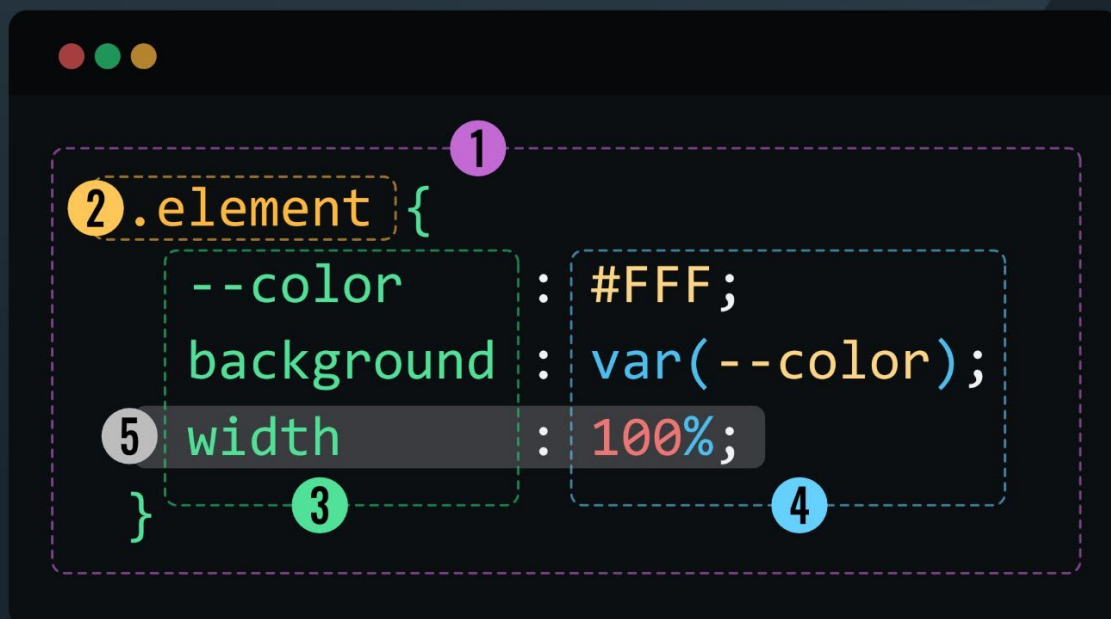 1
2 .element {
--color : #FFF;
background : var(--color);
5 width : 100%;
3 4
}